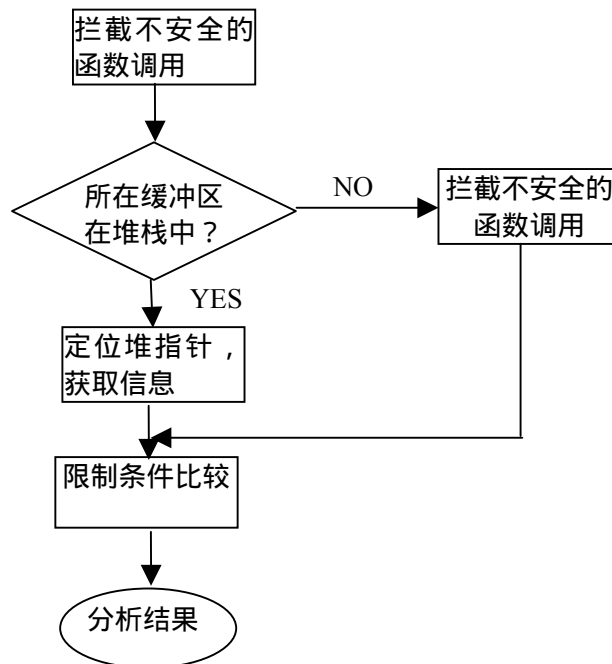 拦截不安全的
函数调用
所在缓冲区
在堆栈中？
NO
拦截不安全的
函数调用
YES
定位堆指针，
获取信息
限制条件比较
分析结果